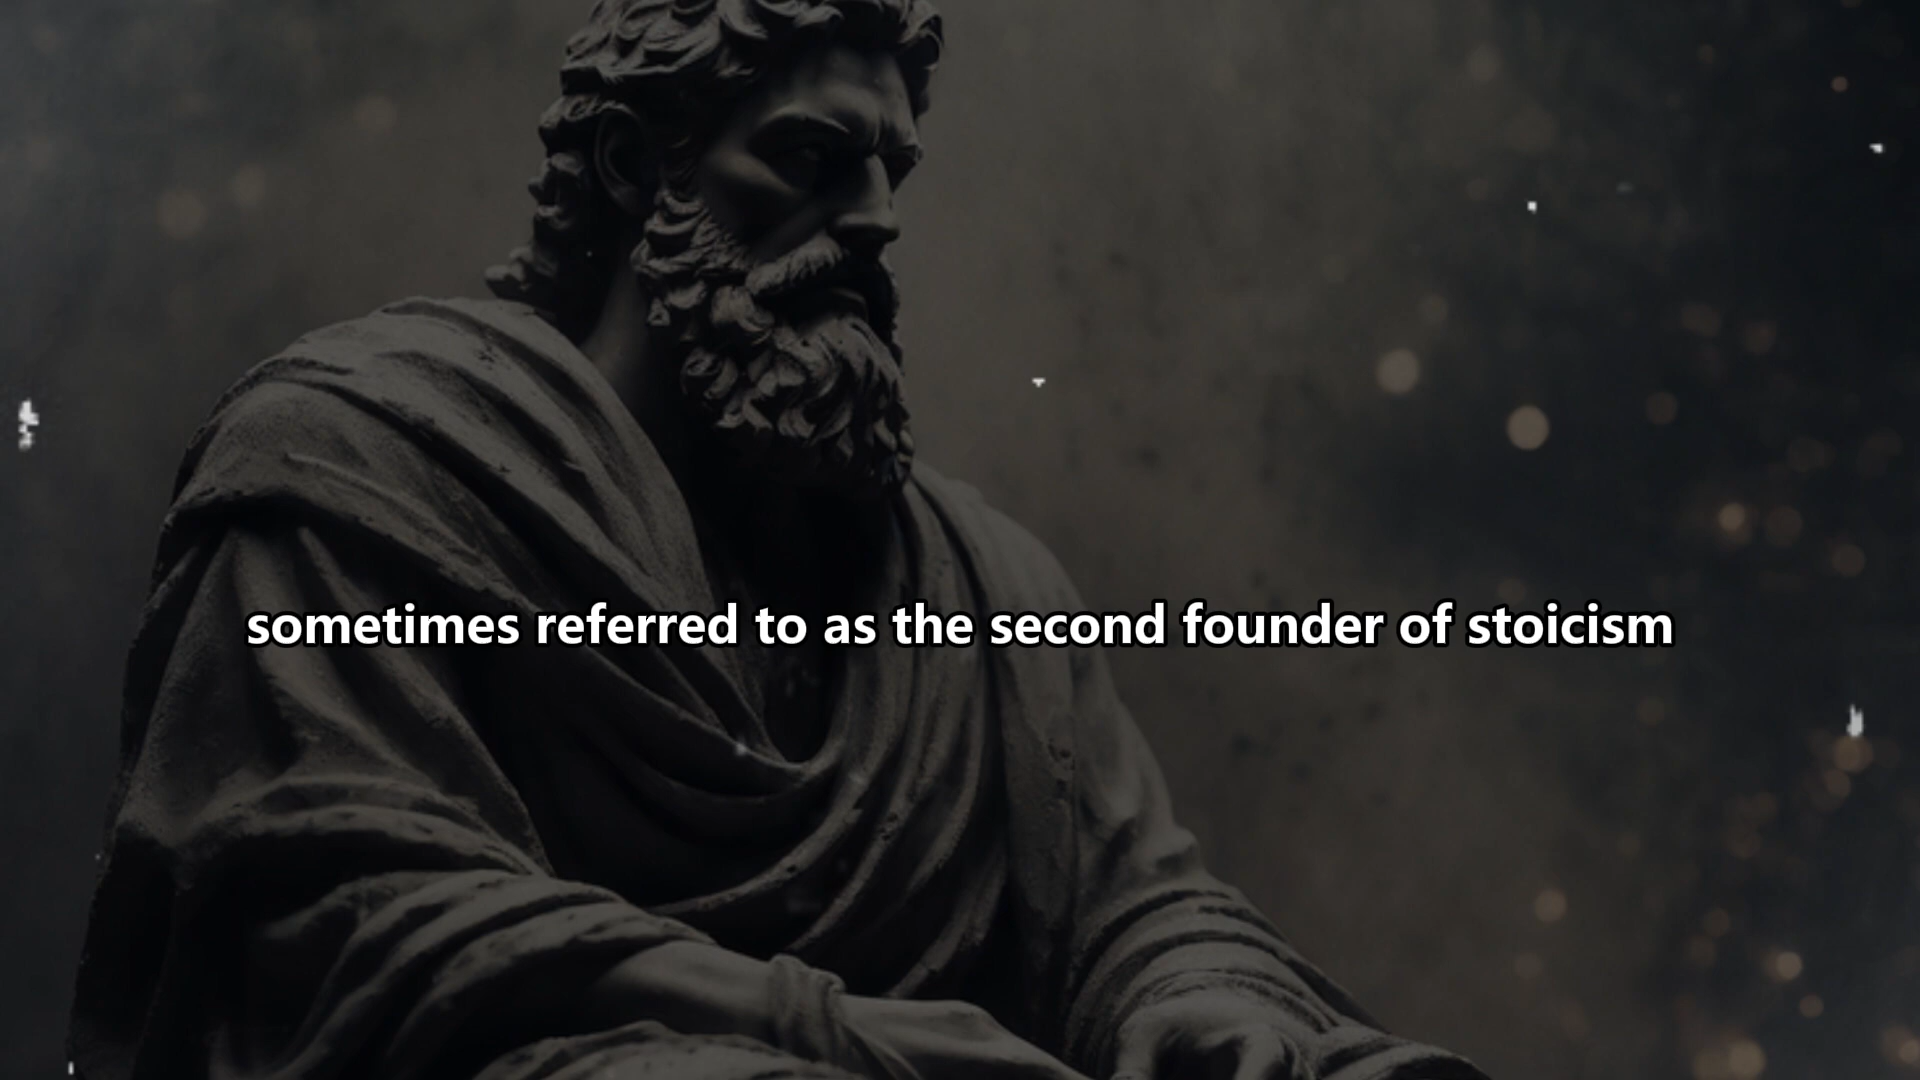 sometimes referred to as the second founder of stoicism